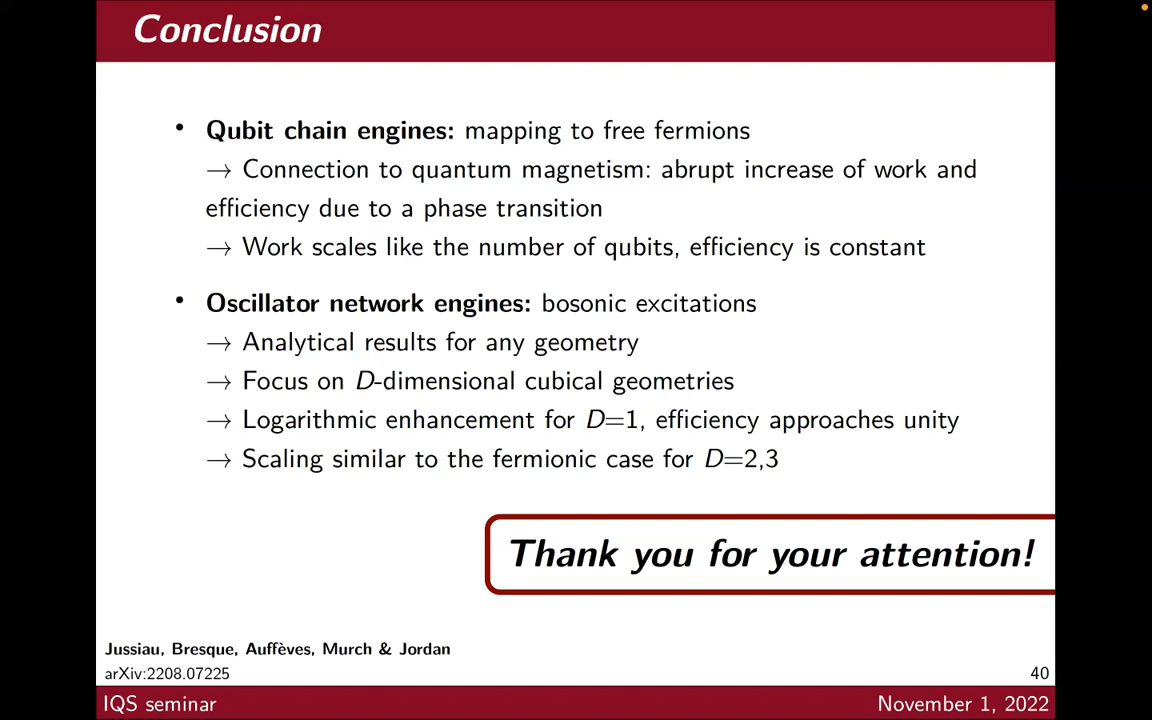 Conclusion
• Qubit chain engines: mapping to free fermions
→ Connection to quantum magnetism: abrupt increase of work and
efficiency due to a phase transition
→ Work scales like the number of qubits, efficiency is constant
• Oscillator network engines: bosonic excitations
→ Analytical results for any geometry
→ Focus on D-dimensional cubical geometries
→ Logarithmic enhancement for D=1, efficiency approaches unity
→ Scaling similar to the fermionic case for D=2,3
Thank you for your attention!
Jussiau, Bresque, Auffèves, Murch & Jordan
arXiv:2208.07225
40
IQS seminar
November 1, 2022